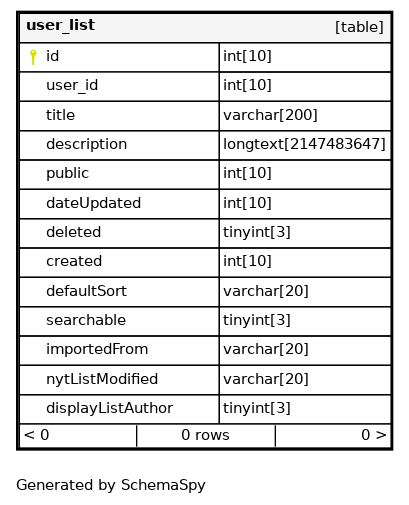 user_list [table]
id int[10]
user_id int[10]
title varchar[200]
description longtext[2147483647]
public int[10]
dateUpdated int[10]
deleted tinyint[3]
created int[10]
defaultSort varchar[20]
searchable tinyint[3]
importedFrom varchar[20]
nytListModified varchar[20]
displayListAuthor tinyint[3]
< 0 0 rows 0 >
Generated by SchemaSpy